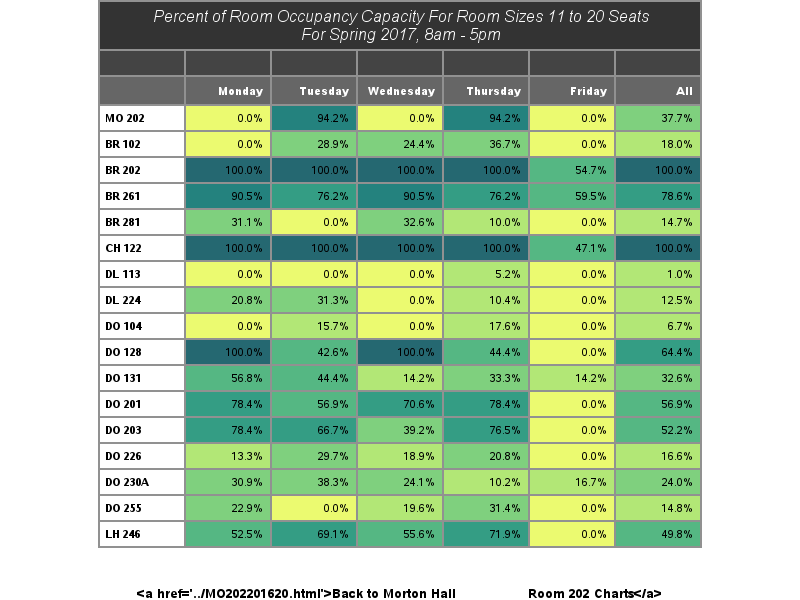 Percent of Room Occupancy Capacity For Room Sizes 11 to 20 Seats
For Spring 2017, 8am - 5pm
Monday Tuesday Wednesday Thursday Friday All
MO 202 0.0% 94.2% 0.0% 94.2% 0.0% 37.7%
BR 102 0.0% 28.9% 24.4% 36.7% 0.0% 18.0%
BR 202 100.0% 100.0% 100.0% 100.0% 54.7% 100.0%
BR 261 90.5% 76.2% 90.5% 76.2% 59.5% 78.6%
BR 281 31.1% 0.0% 32.6% 10.0% 0.0% 14.7%
CH 122 100.0% 100.0% 100.0% 100.0% 47.1% 100.0%
DL 113 0.0% 0.0% 0.0% 5.2% 0.0% 1.0%
DL 224 20.8% 31.3% 0.0% 10.4% 0.0% 12.5%
DO 104 0.0% 15.7% 0.0% 17.6% 0.0% 6.7%
DO 128 100.0% 42.6% 100.0% 44.4% 0.0% 64.4%
DO 131 56.8% 44.4% 14.2% 33.3% 14.2% 32.6%
DO 201 78.4% 56.9% 70.6% 78.4% 0.0% 56.9%
DO 203 78.4% 66.7% 39.2% 76.5% 0.0% 52.2%
DO 226 13.3% 29.7% 18.9% 20.8% 0.0% 16.6%
DO 230A 30.9% 38.3% 24.1% 10.2% 16.7% 24.0%
DO 255 22.9% 0.0% 19.6% 31.4% 0.0% 14.8%
LH 246 52.5% 69.1% 55.6% 71.9% 0.0% 49.8%
<a href='../MO202201620.html'>Back to Morton Hall Room 202 Charts</a>